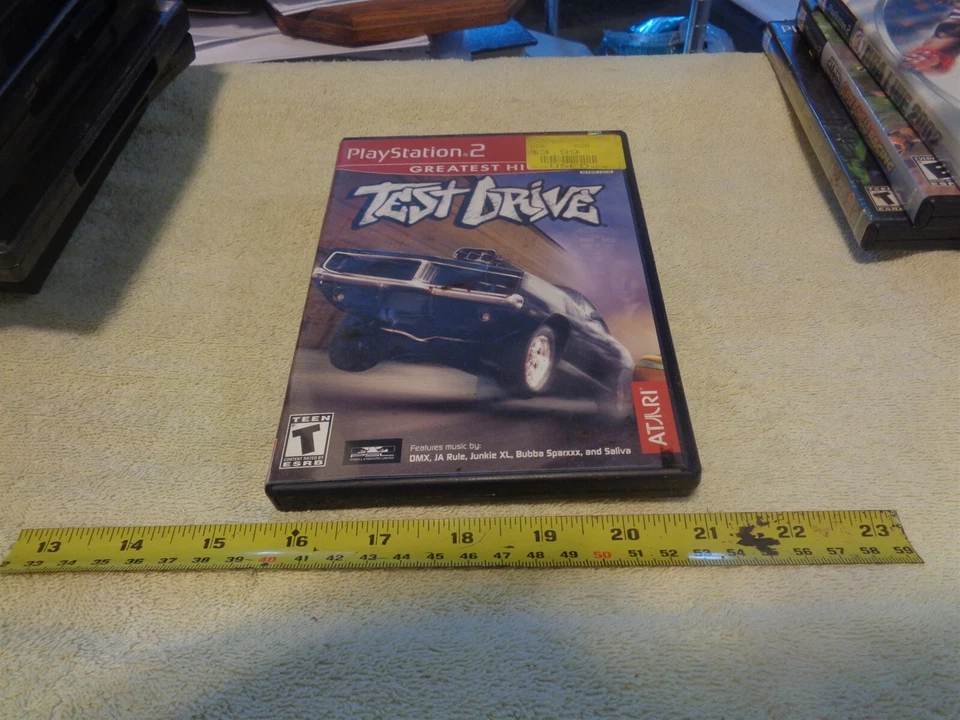 PlayStation.2
$3.99
USED
GREATEST HI
TEST DRIVE
TEEN
T
CONTENT RATED BY
ESRB
Features music by:
DMX, JA Rule, Junkie XL, Bubba Sparxxx, and Saliva
ATARI
13 14 15 16 17 18 19 20 21 22 23
33 34 35 36 37 38 39 40 41 42 43 44 45 46 47 48 49 50 51 52 53 54 56 57 58 59
T
E